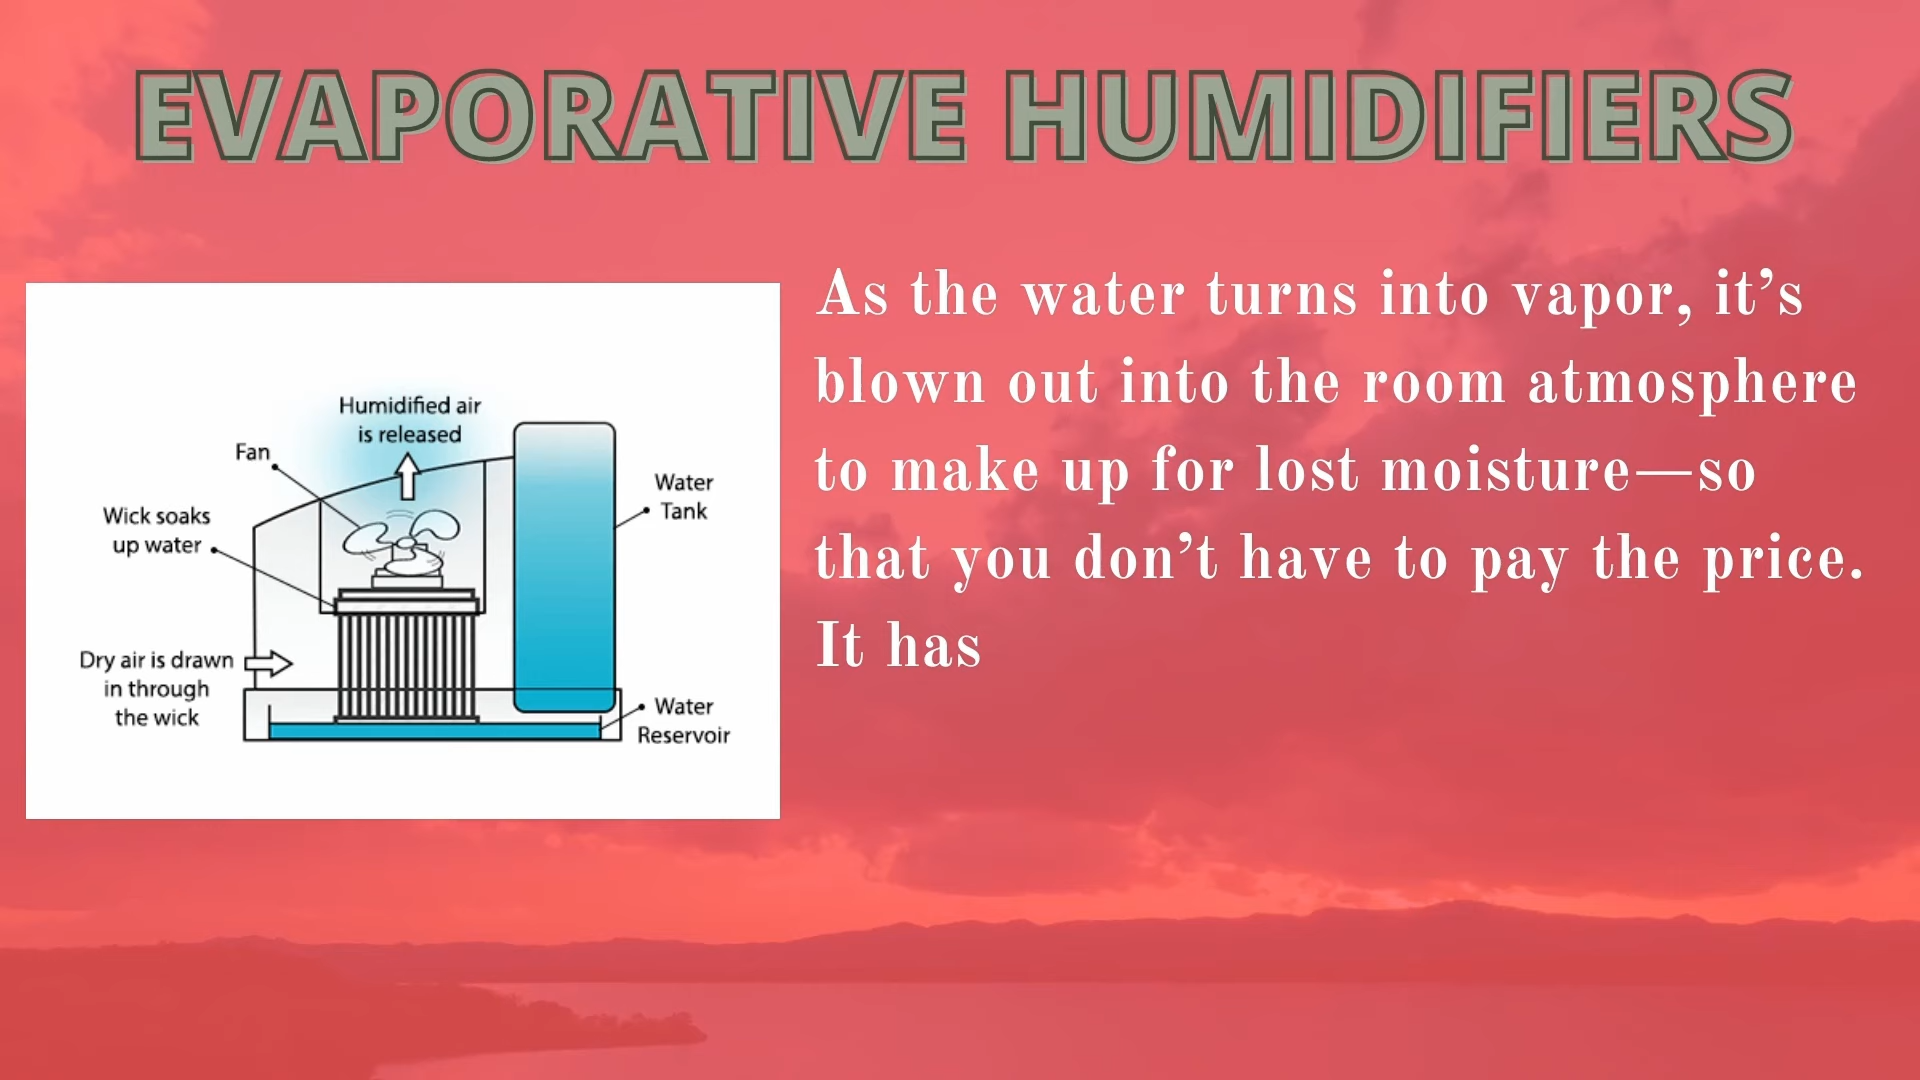 EVAPORATIVE HUMIDIFIERS
Humidified air
is released
Fan
Water
Tank
Wick soaks
up water
Dry air is drawn
in through
the wick
Water
Reservoir
As the water turns into vapor, it’s
blown out into the room atmosphere
to make up for lost moisture—so
that you don’t have to pay the price.
It has